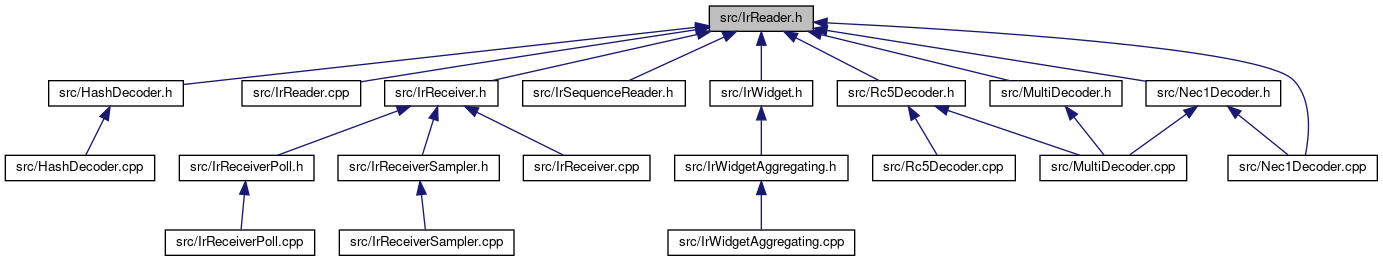 src/IrReader.h
src/HashDecoder.h
src/IrReader.cpp
src/IrReceiver.h
src/IrSequenceReader.h
src/IrWidget.h
src/Rc5Decoder.h
src/MultiDecoder.h
src/Nec1Decoder.h
src/HashDecoder.cpp
src/IrReceiverPoll.h
src/IrReceiverSampler.h
src/IrReceiver.cpp
src/IrWidgetAggregating.h
src/Rc5Decoder.cpp
src/MultiDecoder.cpp
src/Nec1Decoder.cpp
src/IrReceiverPoll.cpp
src/IrReceiverSampler.cpp
src/IrWidgetAggregating.cpp